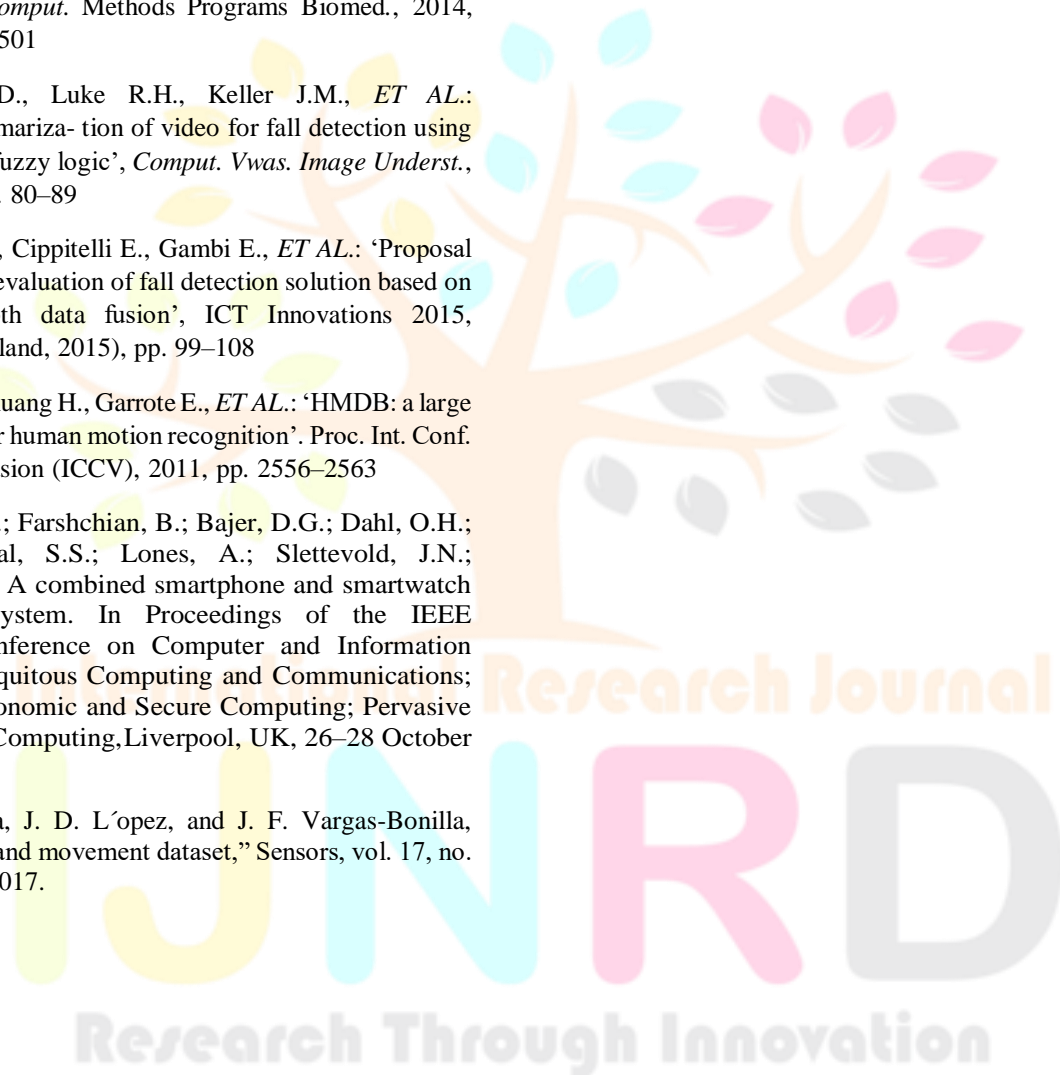 omput. Methods Programs Biomed., 2014,
501
D., Luke R.H., Keller J.M., ET AL.:
mariza- tion of video for fall detection using
fuzzy logic’, Comput. Vwas. Image Underst.,
. 80–89
, Cippitelli E., Gambi E., ET AL.: ‘Proposal
evaluation of fall detection solution based on
th data fusion’, ICT Innovations 2015,
land, 2015), pp. 99–108
uang H., Garrote E., ET AL.: ‘HMDB: a large
r human motion recognition’. Proc. Int. Conf.
sion (ICCV), 2011, pp. 2556–2563
.; Farshchian, B.; Bajer, D.G.; Dahl, O.H.;
al, S.S.; Lones, A.; Slettevold, J.N.;
A combined smartphone and smartwatch
ystem. In Proceedings of the IEEE
nference on Computer and Information
quitous Computing and Communications;
onomic and Secure Computing; Pervasive
Computing,Liverpool, UK, 26–28 October
a, J. D. L´opez, and J. F. Vargas-Bonilla,
and movement dataset,” Sensors, vol. 17, no.
017.
International Research Journal
IJNRD
Research Through Innovation